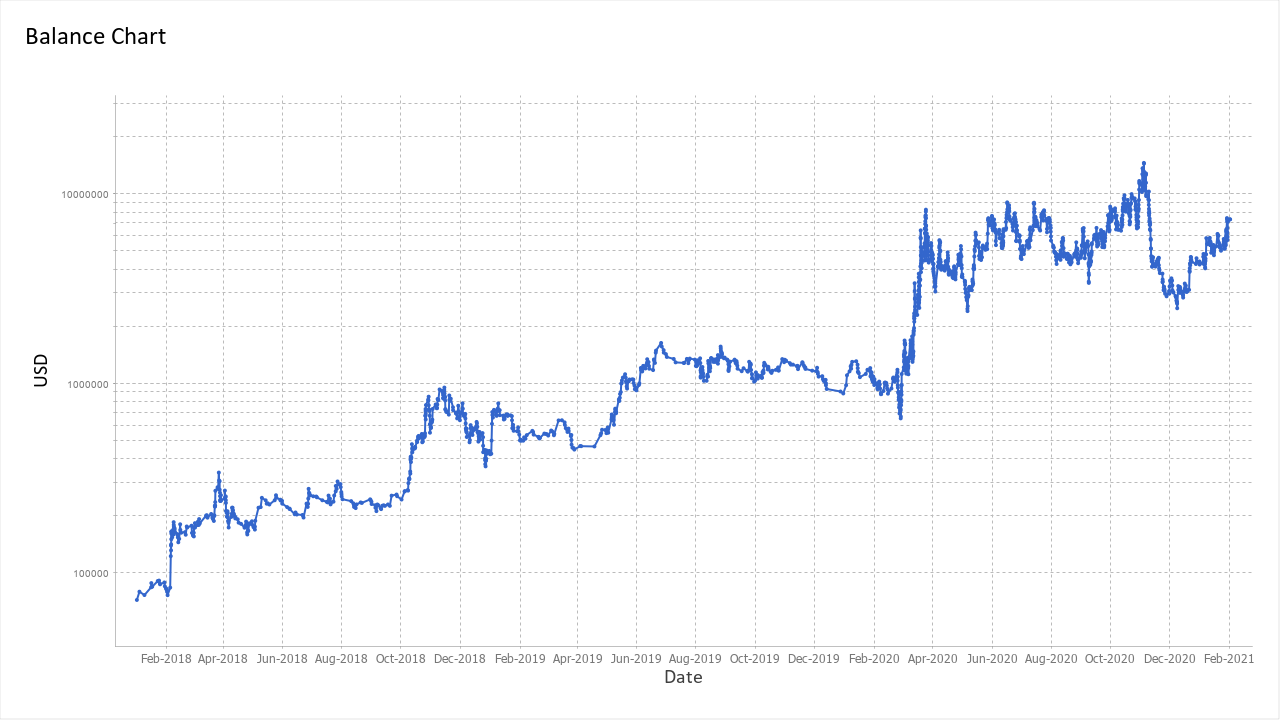 Balance Chart
USD
10000000
1000000
100000
Feb-2018 Apr-2018 Jun-2018 Aug-2018 Oct-2018 Dec-2018 Feb-2019 Apr-2019 Jun-2019 Aug-2019 Oct-2019 Dec-2019 Feb-2020 Apr-2020 Jun-2020 Aug-2020 Oct-2020 Dec-2020 Feb-2021
Date